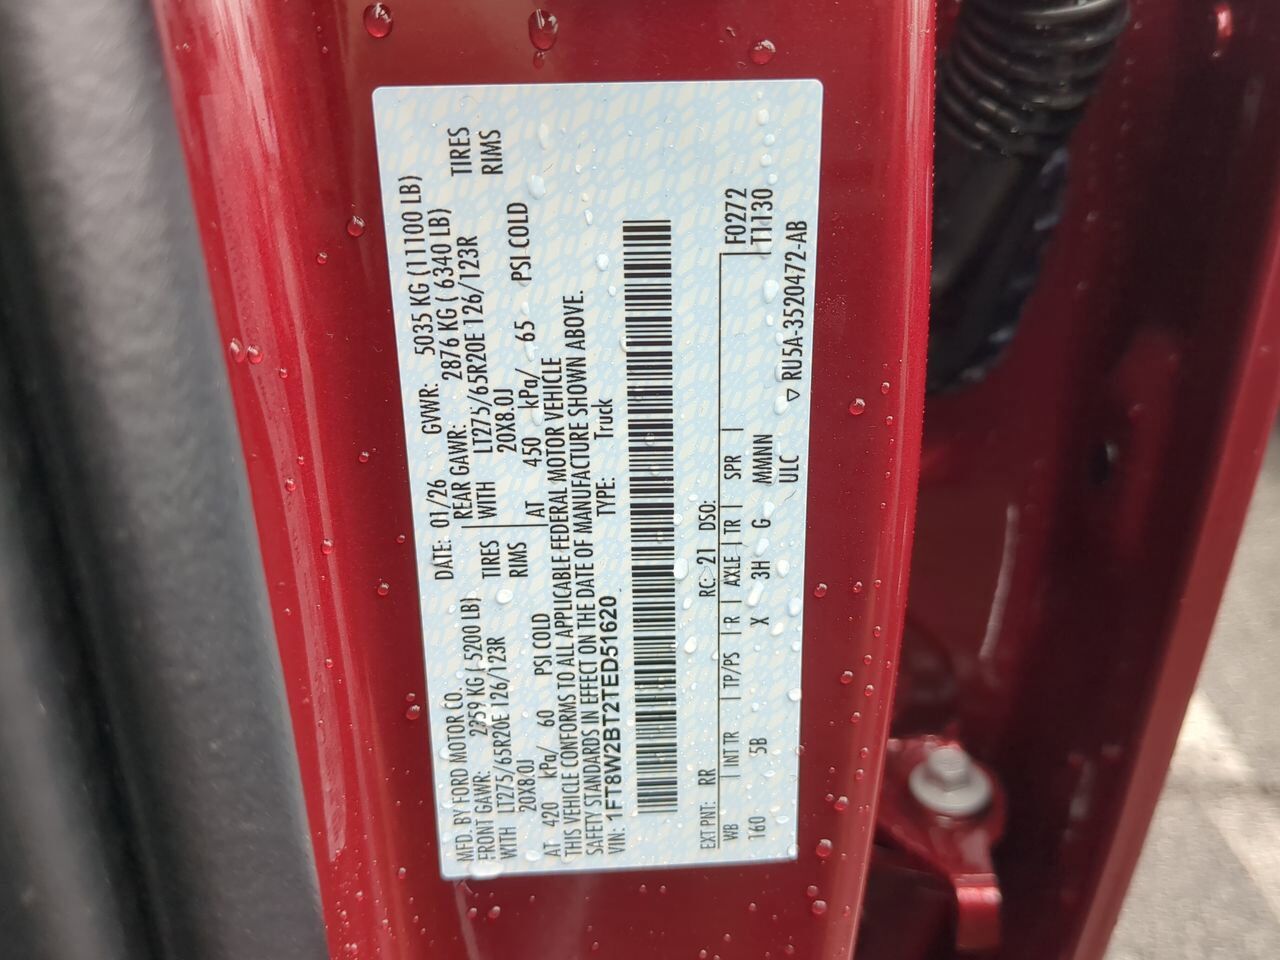 MFD. BY FORD MOTOR CO.
DATE: 01/26 GVWR: 5035 KG (11100 LB)
FRONT GAWR: 2359 KG ( 5200 LB)
REAR GAWR: 2876 KG ( 6340 LB)
WITH LT275/65R20E 126/123R TIRES
20X8.0J RIMS
AT 420 kPa/ 60 PSI COLD
WITH LT275/65R20E 126/123R TIRES
20X8.0J RIMS
AT 450 kPa/ 65 PSI COLD
THIS VEHICLE CONFORMS TO ALL APPLICABLE FEDERAL MOTOR VEHICLE
SAFETY STANDARDS IN EFFECT ON THE DATE OF MANUFACTURE SHOWN ABOVE.
VIN: 1FT8W2BT2TED51620 TYPE: Truck
F0272
T1130
EXT PNT: RR RC: 21 DSO:
WB INT TR TP/PS R AXLE TR SPR
160 5B X 3H G MMNN
ULC
RU5A-3520472-AB